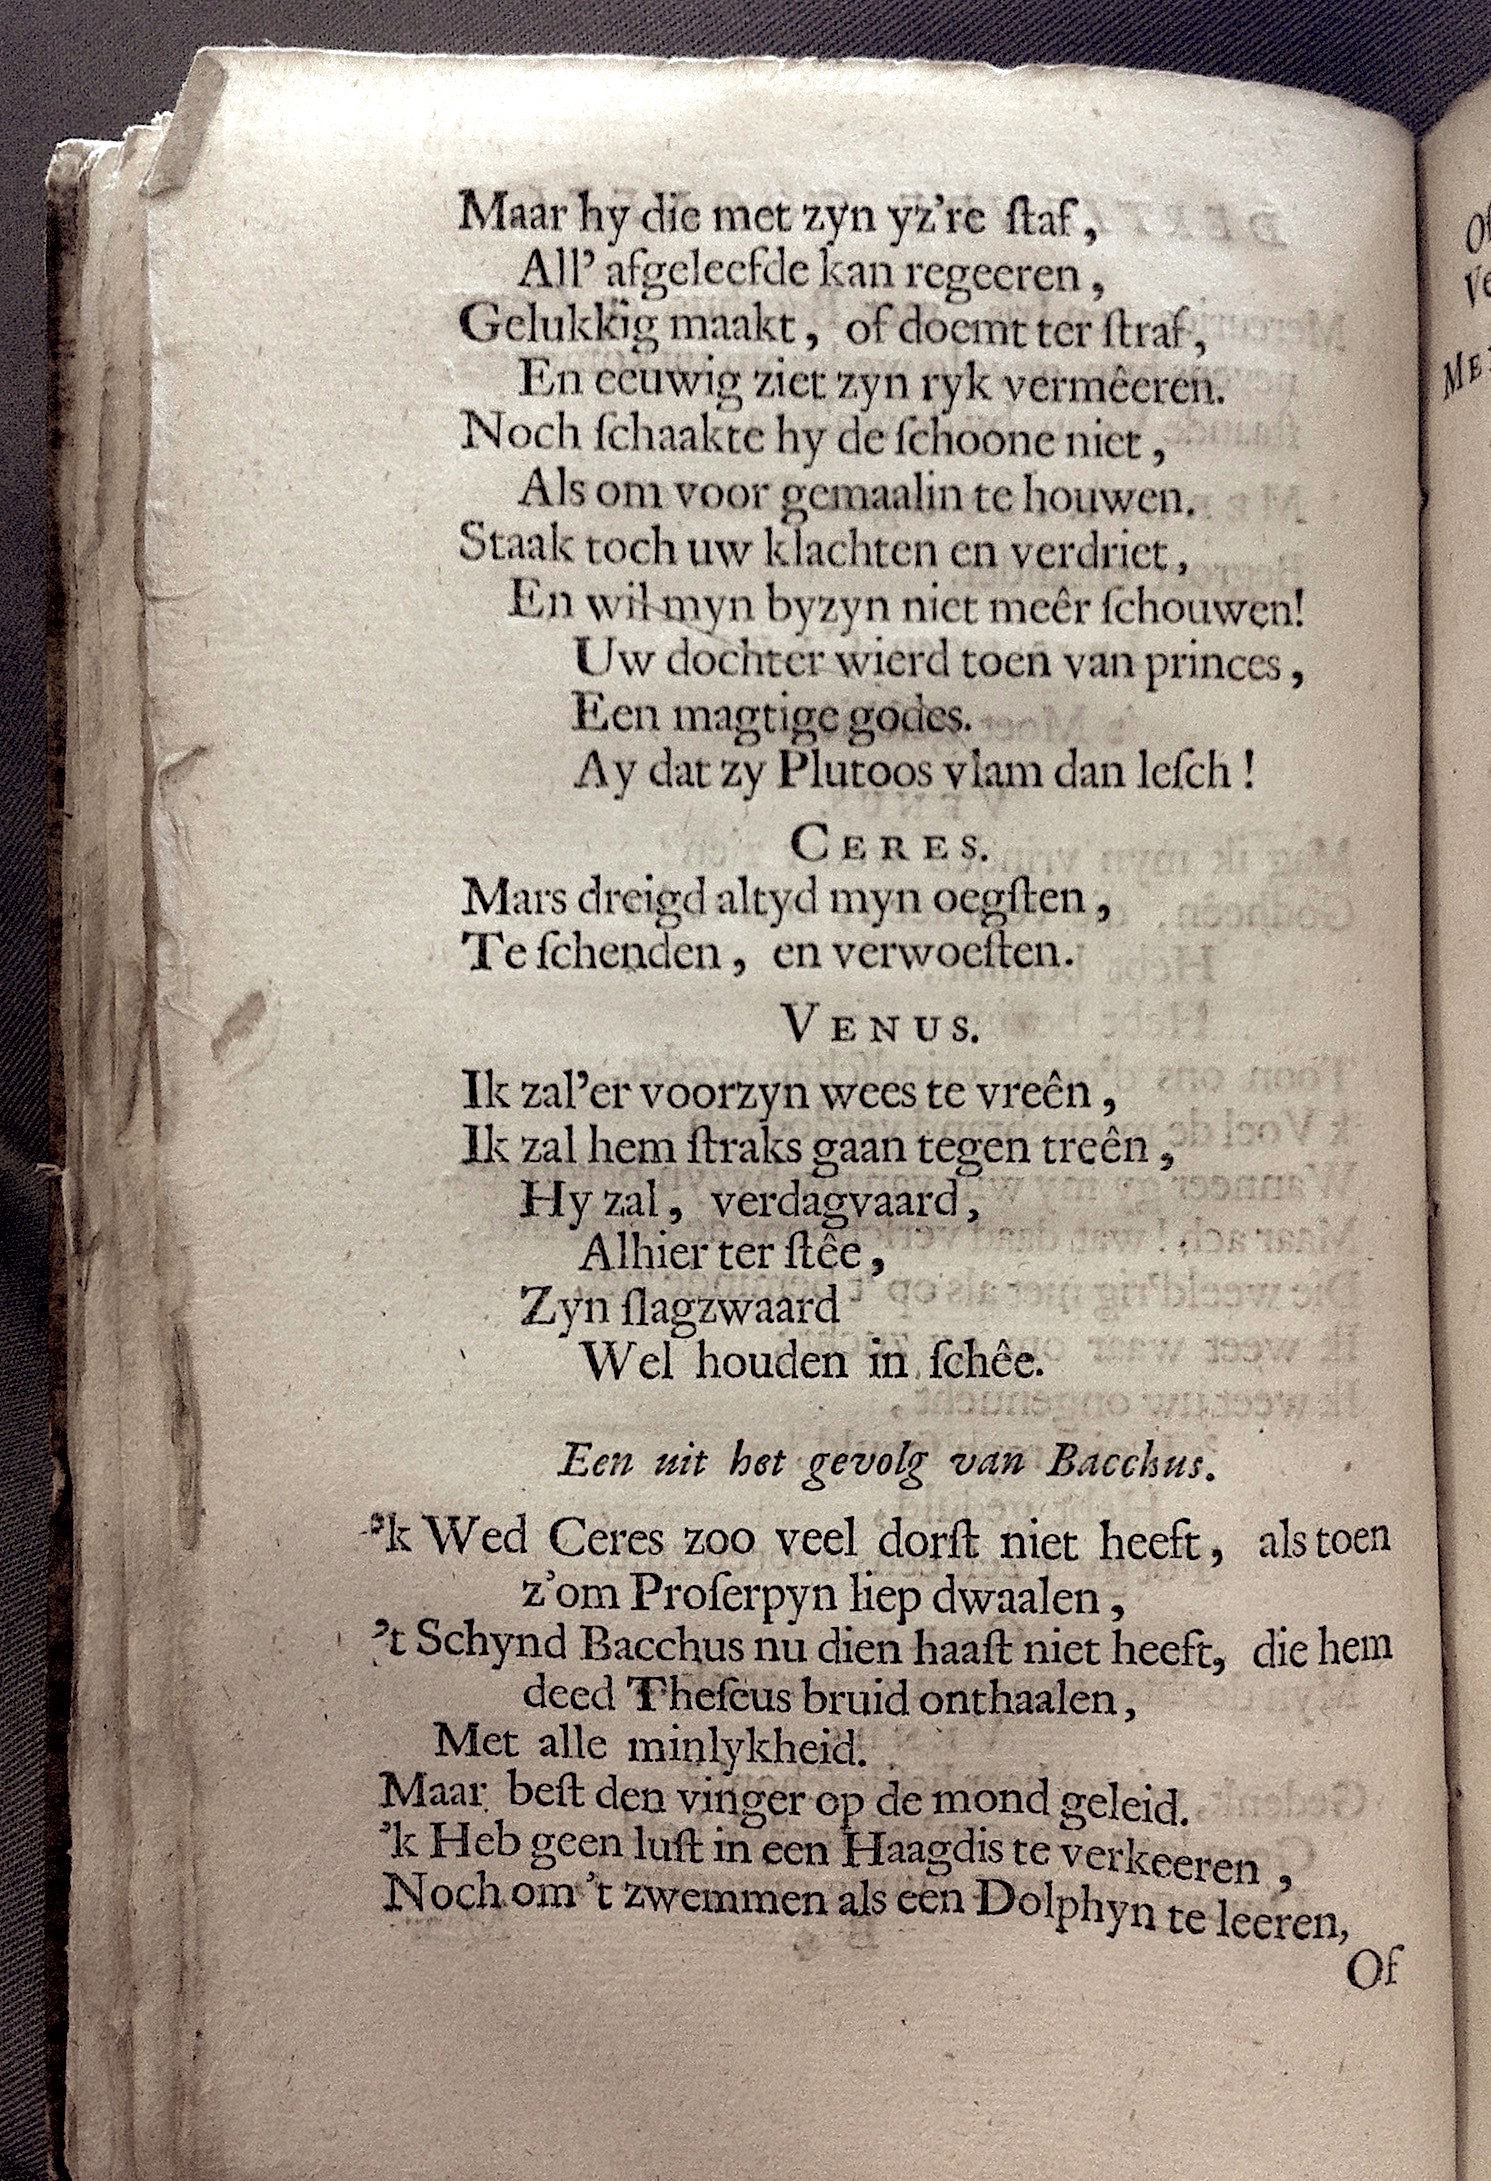 Maar hy die met zyn yz're ſtaf,
All' afgeleefde kan regeeren,
Gelukkig maakt, of doemt ter ſtraf,
En eeuwig ziet zyn ryk vermêeren.
Noch ſchaakte hy de ſchoone niet,
Als om voor gemaalin te houwen.
Staak toch uw klachten en verdriet,
En wil myn byzyn niet meêr ſchouwen!
Uw dochter wierd toen van princes,
Een magtige godes.
Ay dat zy Plutoos vlam dan leſch!
CERES.
Mars dreigd altyd myn oegſten,
Te ſchenden, en verwoeſten.
VENUS.
Ik zal'er voorzyn wees te vreên,
Ik zal hem ſtraks gaan tegen treên,
Hy zal, verdagvaard,
Alhier ter ſtêe,
Zyn ſlagzwaard
Wel houden in ſchêe.
Een uit het gevolg van Bacchus.
'k Wed Ceres zoo veel dorſt niet heeft, als toen
z'om Proſerpyn liep dwaalen,
't Schynd Bacchus nu dien haaſt niet heeft, die hem
deed Theſeus bruid onthaalen,
Met alle minlykheid.
Maar beſt den vinger op de mond geleid.
'k Heb geen luſt in een Haagdis te verkeeren,
Noch om 't zwemmen als een Dolphyn te leeren,
Of